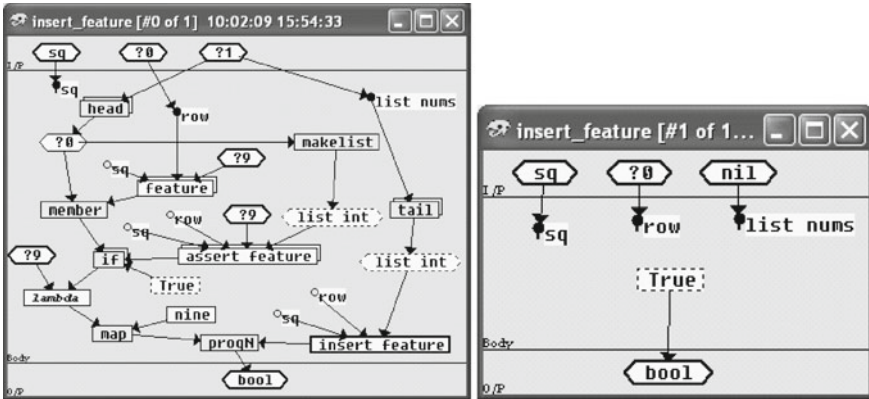 insert_feature [#0 of 1] 10:02:09 15:54:33
sq ?0 ?1
I/P
sq
head
row
list nums
?0
makelist
sq
?9
feature
member
list int
tail
row
?9
sq
if
assert feature
list int
?9
True
lambda
row
nine
sq
map
progN
insert feature
Body
bool
O/P
insert_feature [#1 of 1...
sq ?0 nil
I/P
sq
row
list nums
True
Body
bool
O/P